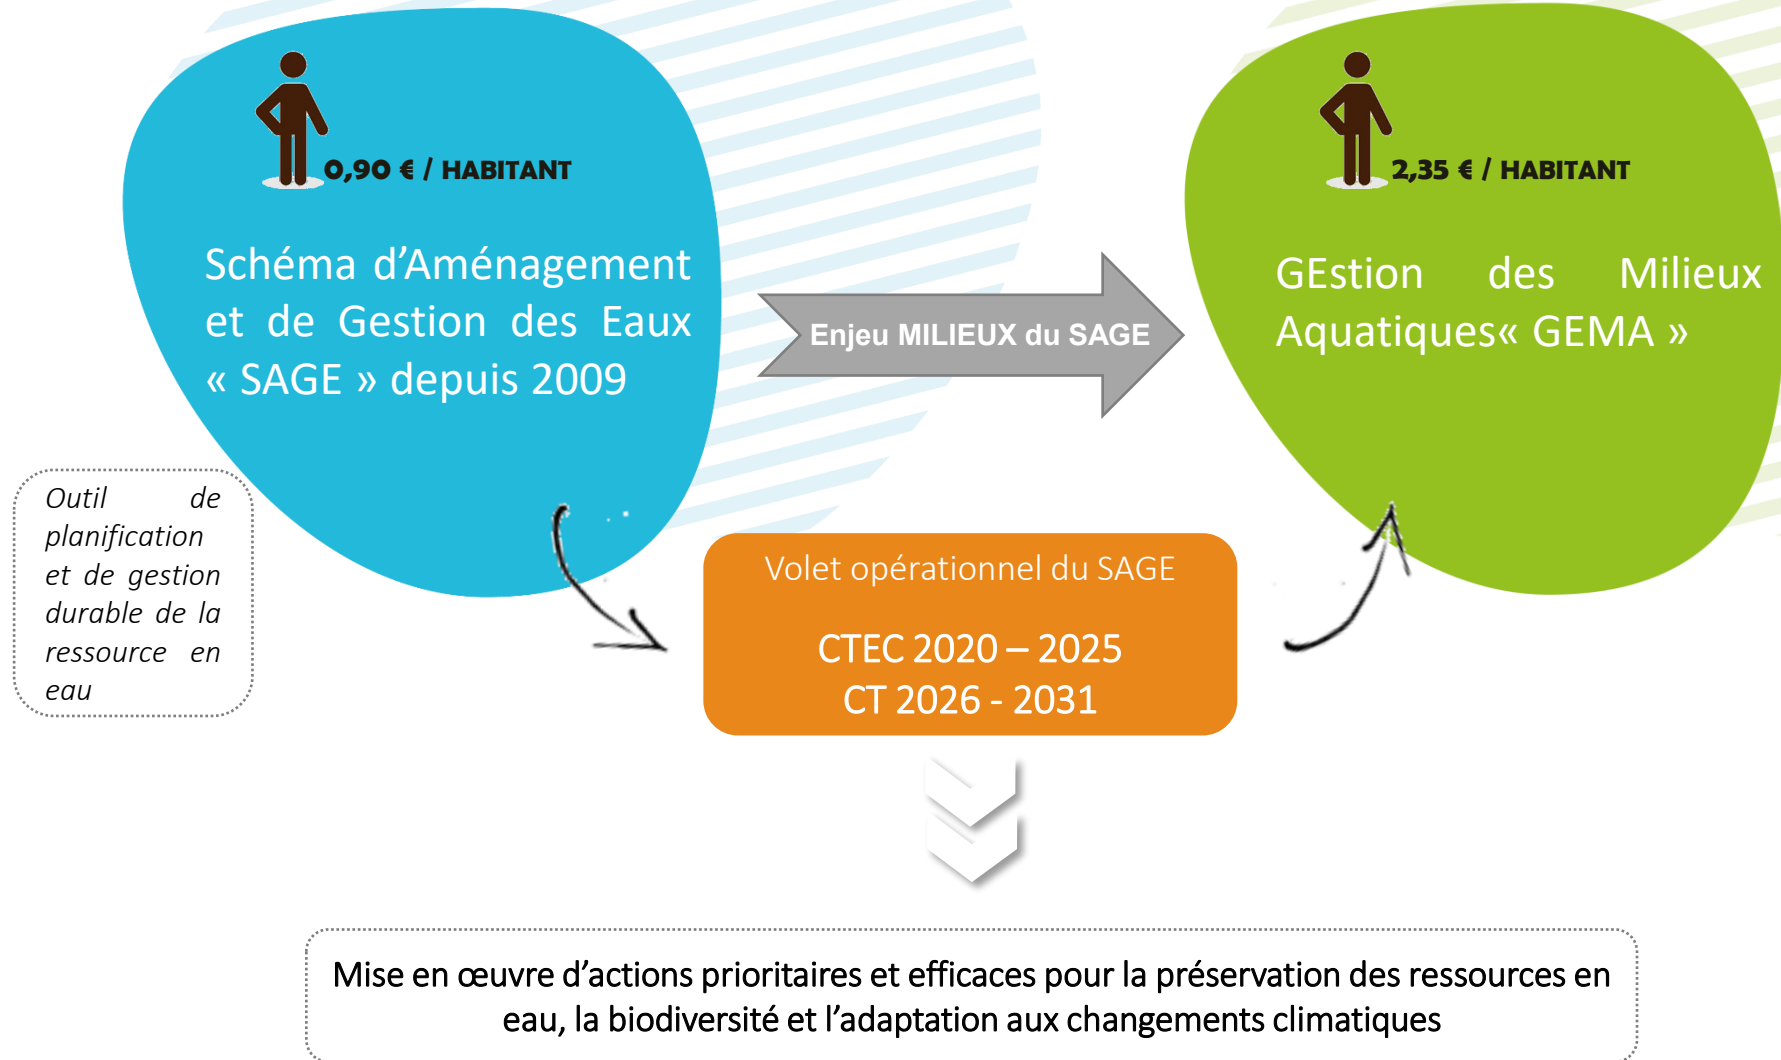 0,90 € / HABITANT
Schéma d'Aménagement
et de Gestion des Eaux
« SAGE » depuis 2009
Enjeu MILIEUX du SAGE
2,35 € / HABITANT
GEstion des Milieux
Aquatiques« GEMA »
Outil de
planification
et de gestion
durable de la
ressource en
eau
Volet opérationnel du SAGE
CTEC 2020 – 2025
CT 2026 - 2031
Mise en œuvre d'actions prioritaires et efficaces pour la préservation des ressources en
eau, la biodiversité et l'adaptation aux changements climatiques